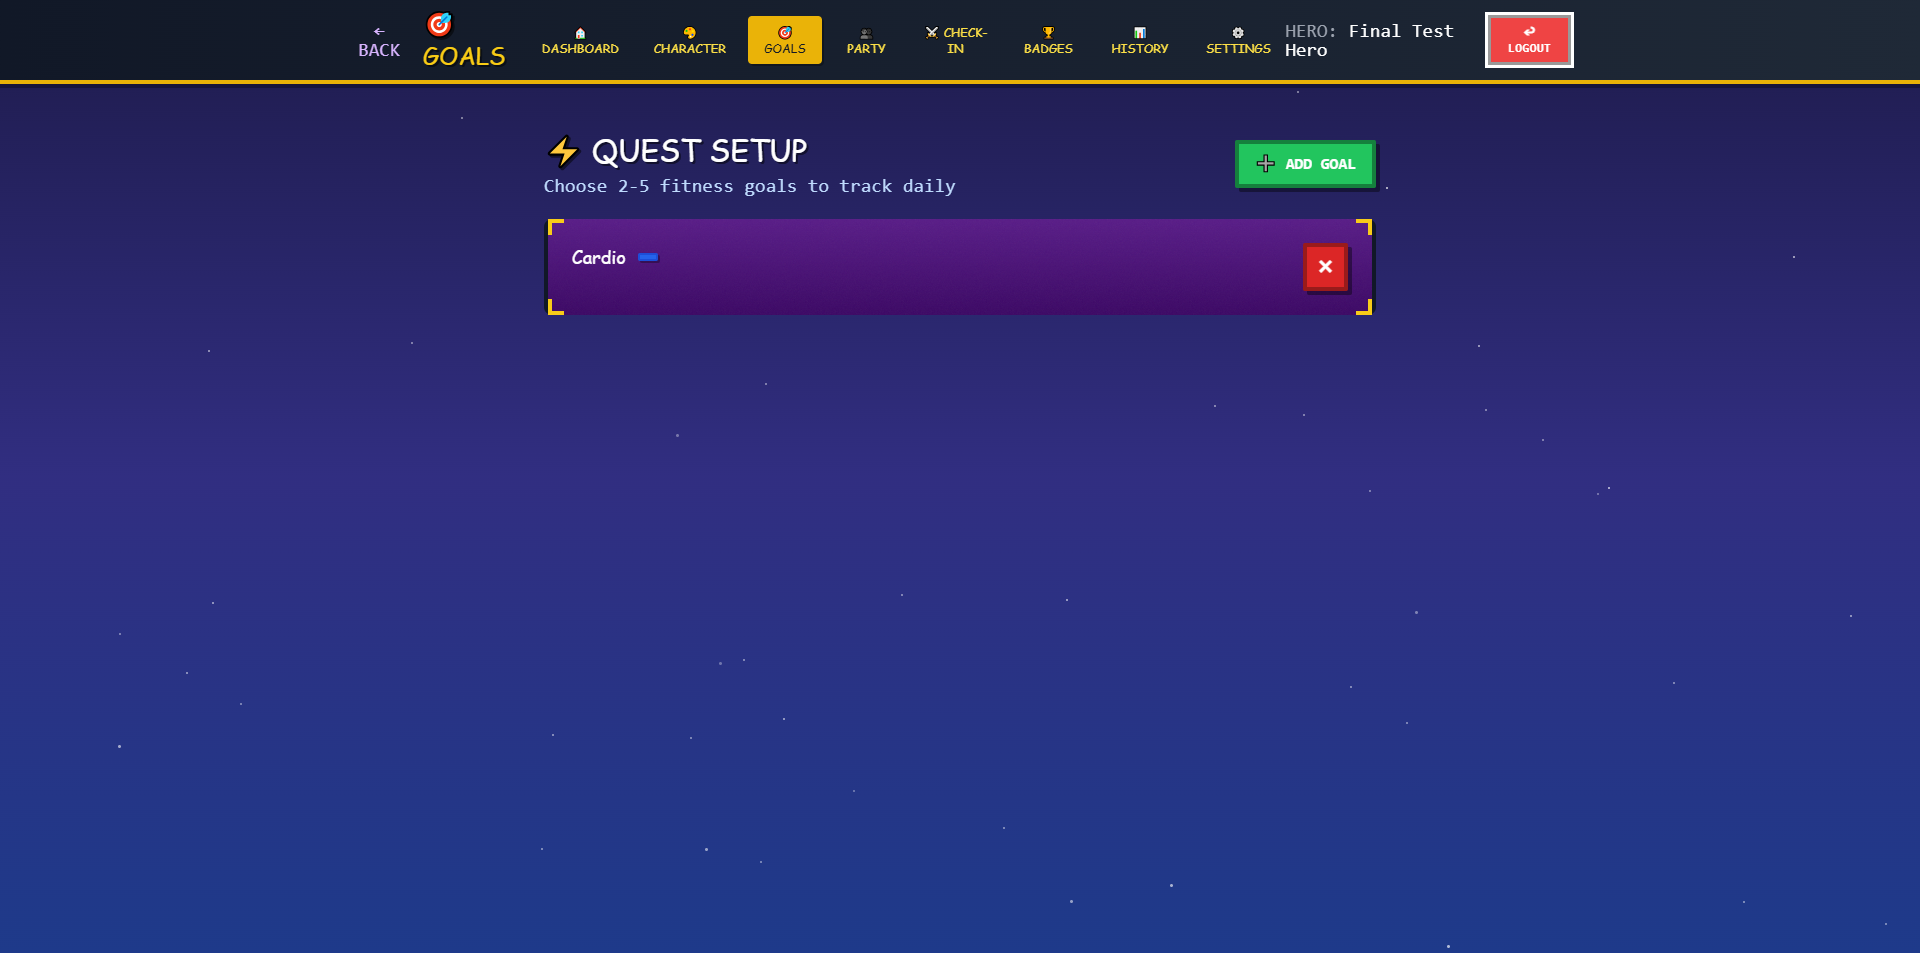 ← BACK
🎯 GOALS
🏠 DASHBOARD
🎨 CHARACTER
🎯 GOALS
👥 PARTY
⚔️ CHECK-
IN
🏆 BADGES
📊 HISTORY
⚙️ SETTINGS
HERO: Final Test
Hero
↩ LOGOUT
⚡ QUEST SETUP
Choose 2-5 fitness goals to track daily
➕ ADD GOAL
Cardio
✕